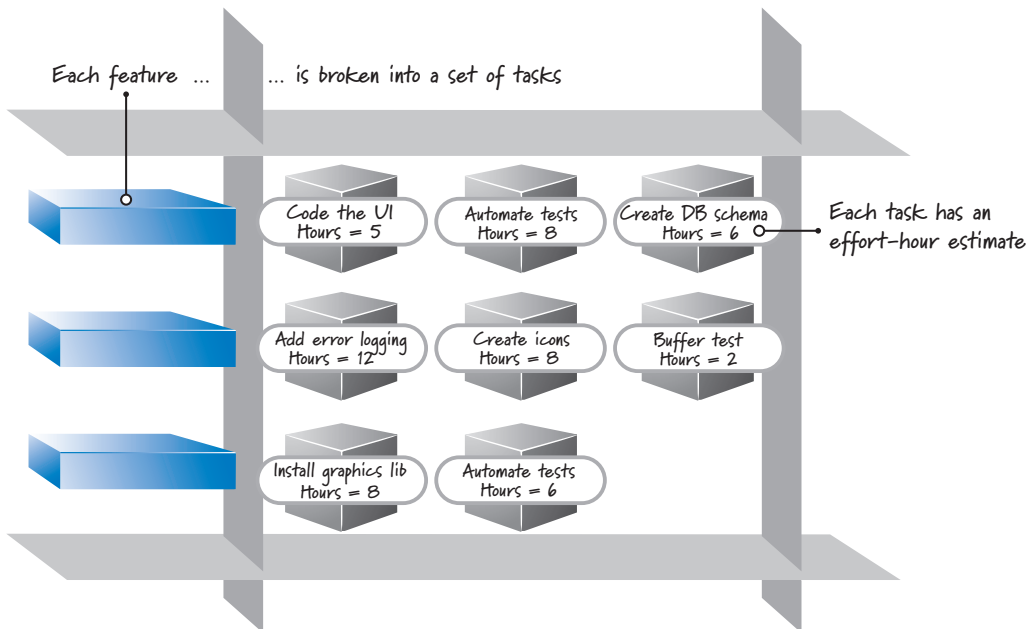 Each feature ...
... is broken into a set of tasks
Code the UI
Hours = 5
Automate tests
Hours = 8
Create DB schema
Hours = 6
Each task has an
effort-hour estimate
Add error logging
Hours = 12
Create icons
Hours = 8
Buffer test
Hours = 2
Install graphics lib
Hours = 8
Automate tests
Hours = 6